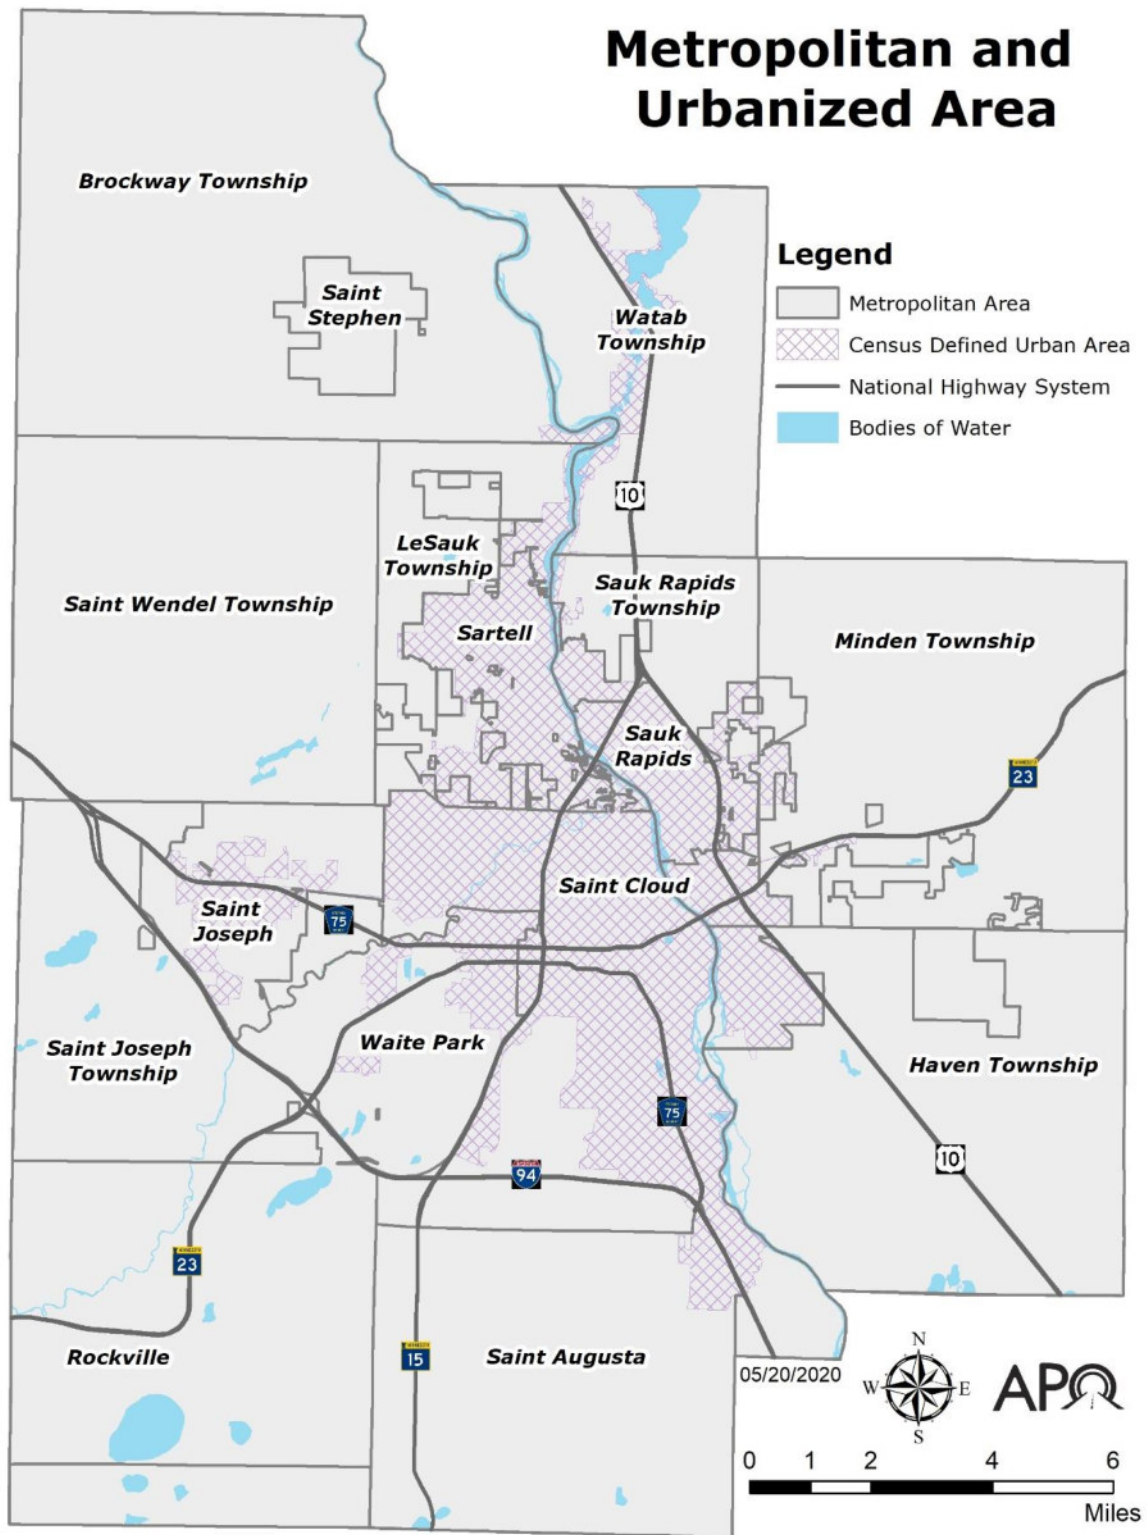 Metropolitan and
Urbanized Area
Brockway Township
Legend
Saint
Stephen
Metropolitan Area
Watab
Township
Census Defined Urban Area
National Highway System
Bodies of Water
10
LeSauk
Township
Sauk Rapids
Township
Saint Wendel Township
Sartell
Minden Township
Sauk
Rapids
23
Saint Cloud
Saint
Joseph
75
Waite Park
Saint Joseph
Township
Haven Township
75
10
94
23
Rockville
15
Saint Augusta
05/20/2020
N
W
E
S
APO
0 1 2 4 6
Miles